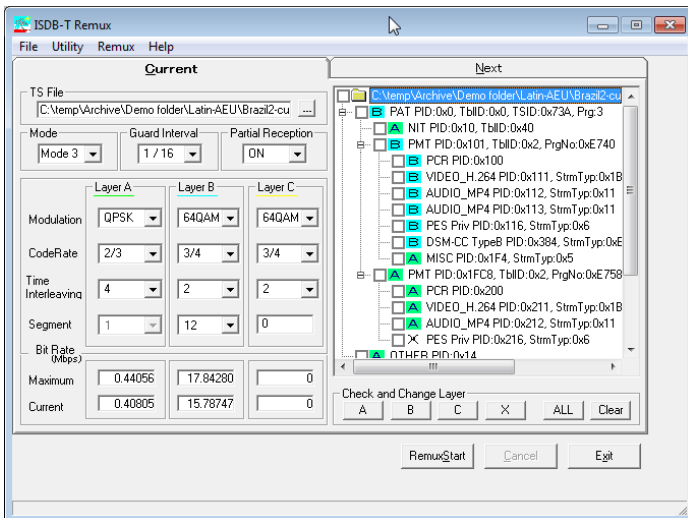 ISDB-T Remux
File Utility Remux Help
Current
Next
TS File
C:\temp\Archive\Demo folder\Latin-AEU\Brazil2-cu ...
Mode
Guard Interval
Partial Reception
Mode 3
1 / 16
ON
Layer A
Layer B
Layer C
Modulation QPSK 64QAM 64QAM
CodeRate 2/3 3/4 3/4
Time Interleaving 4 2 2
Segment 1 12 0
Bit Rate
(Mbps)
Maximum 0.44056 17.84280 0
Current 0.40805 15.78747 0
C:\temp\Archive\Demo folder\Latin-AEU\Brazil2-cu
B PAT PID:0x0, TblID:0x0, TSID:0x73A, Prg:3
A NIT PID:0x10, TblID:0x40
B PMT PID:0x101, TblID:0x2, PrgNo:0xE740
B PCR PID:0x100
B VIDEO_H.264 PID:0x111, StrmTyp:0x1B
B AUDIO_MP4 PID:0x112, StrmTyp:0x11
B AUDIO_MP4 PID:0x113, StrmTyp:0x11
B PES Priv PID:0x116, StrmTyp:0x6
B DSM-CC TypeB PID:0x384, StrmTyp:0xE
A MISC PID:0x1F4, StrmTyp:0x5
A PMT PID:0x1FC8, TblID:0x2, PrgNo:0xE758
A PCR PID:0x200
A VIDEO_H.264 PID:0x211, StrmTyp:0x1B
A AUDIO_MP4 PID:0x212, StrmTyp:0x11
X PES Priv PID:0x216, StrmTyp:0x6
A OTHER PID:0x14
Check and Change Layer
A B C X ALL Clear
RemuxStart Cancel Exit